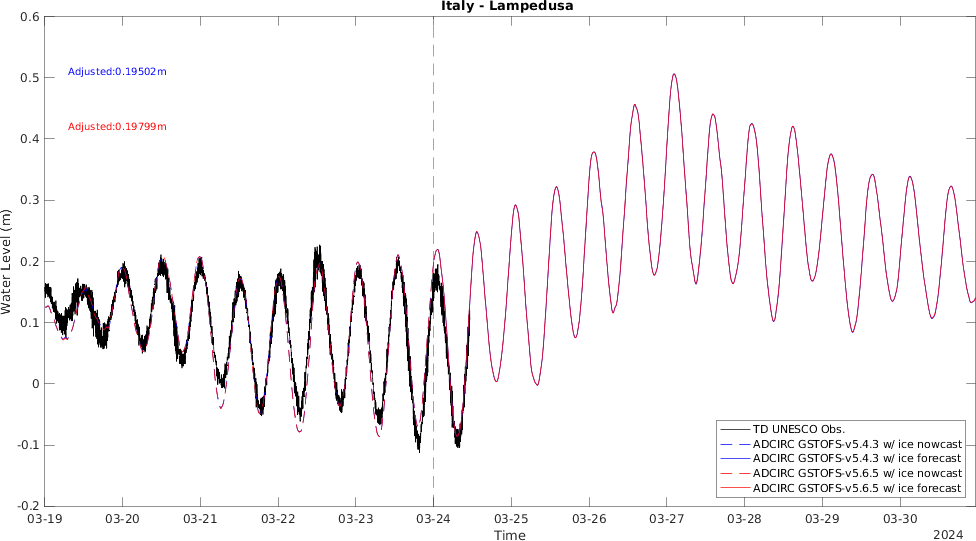 Italy - Lampedusa
0.6
0.5
0.4
0.3
0.2
0.1
0
-0.1
-0.2
Water Level (m)
Adjusted:0.19502m
Adjusted:0.19799m
TD UNESCO Obs.
ADCIRC GSTOFS-v5.4.3 w/ ice nowcast
ADCIRC GSTOFS-v5.4.3 w/ ice forecast
ADCIRC GSTOFS-v5.6.5 w/ ice nowcast
ADCIRC GSTOFS-v5.6.5 w/ ice forecast
03-19 03-20 03-21 03-22 03-23 03-24 03-25 03-26 03-27 03-28 03-29 03-30
Time
2024